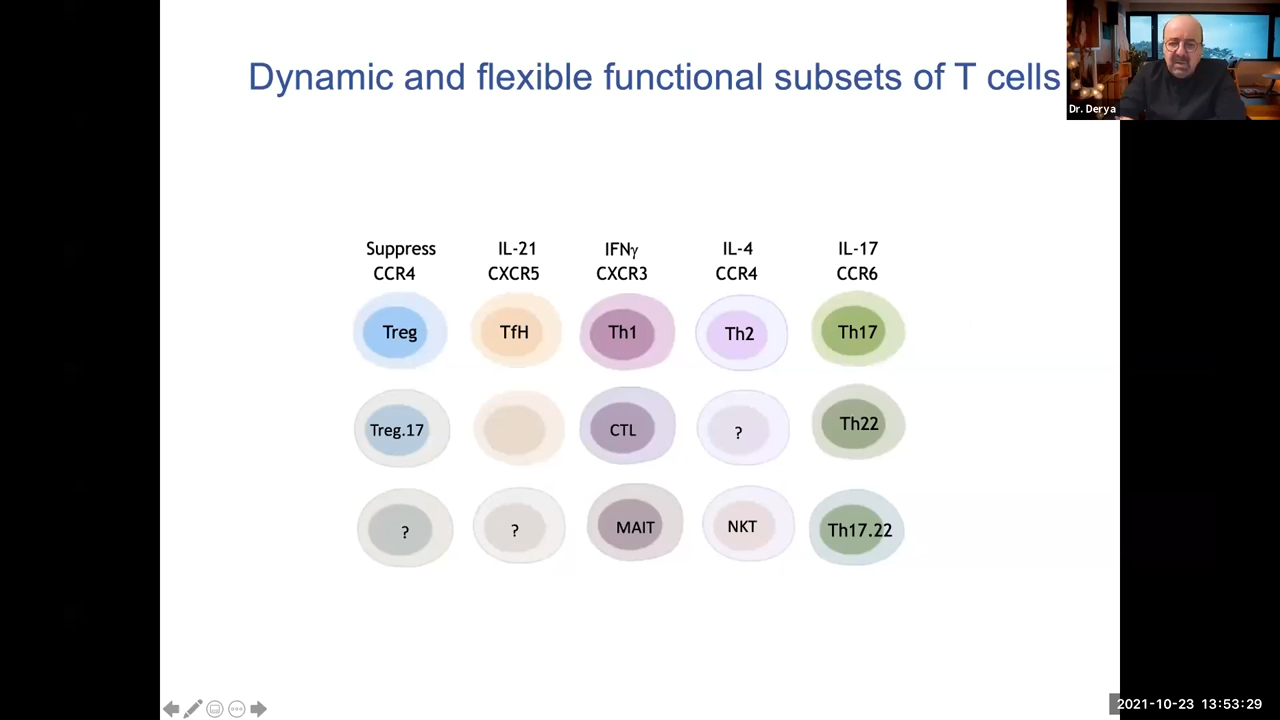 Dynamic and flexible functional subsets of T cells
Dr. Derya
Suppress IL-21 IFNγ IL-4 IL-17
CCR4 CXCR5 CXCR3 CCR4 CCR6
Treg TfH Th1 Th2 Th17
Treg.17 CTL ? Th22
? ? MAIT NKT Th17.22
2021-10-23 13:53:29